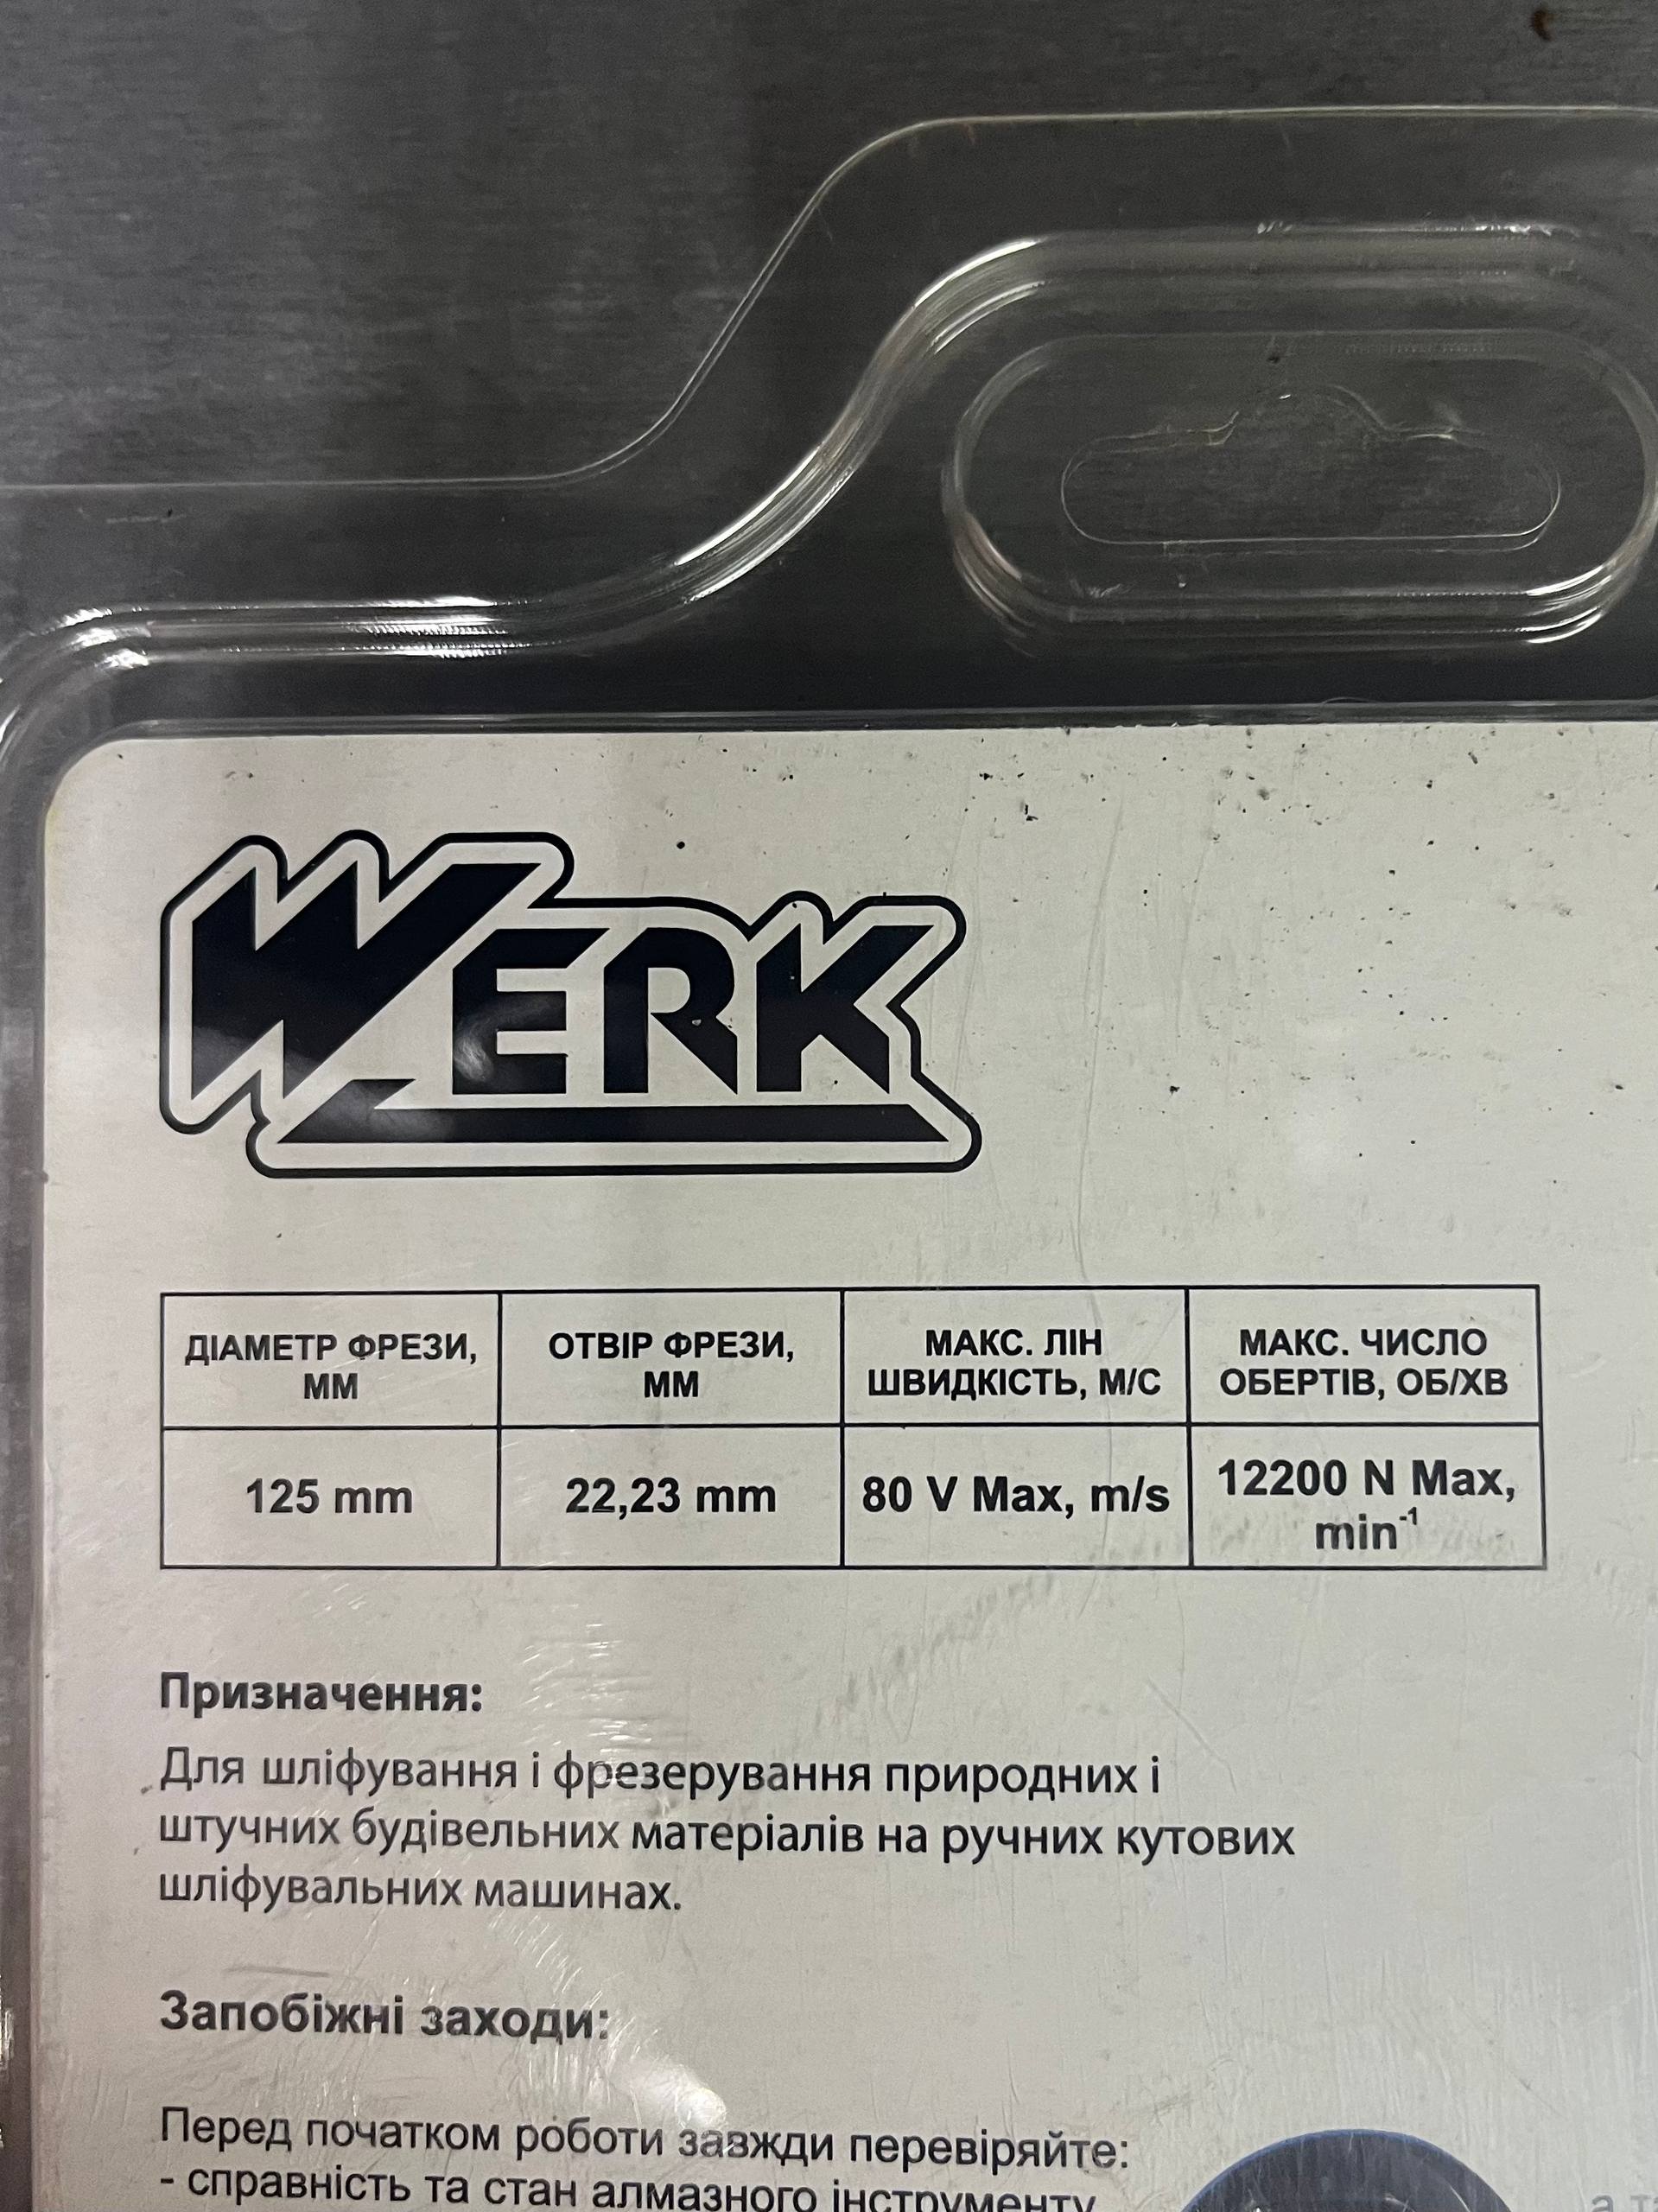 WERK
ДІАМЕТР ФРЕЗИ,
ММ
ОТВІР ФРЕЗИ,
ММ
МАКС. ЛІН
ШВИДКІСТЬ, М/С
МАКС. ЧИСЛО
ОБЕРТІВ, ОБ/ХВ
125 mm
22,23 mm
80 V Max, m/s
12200 N Max,
min⁻¹
Призначення:
Для шліфування і фрезерування природних і
штучних будівельних матеріалів на ручних кутових
шліфувальних машинах.
Запобіжні заходи:
Перед початком роботи завжди перевіряйте:
- справність та стан алмазного інструменту